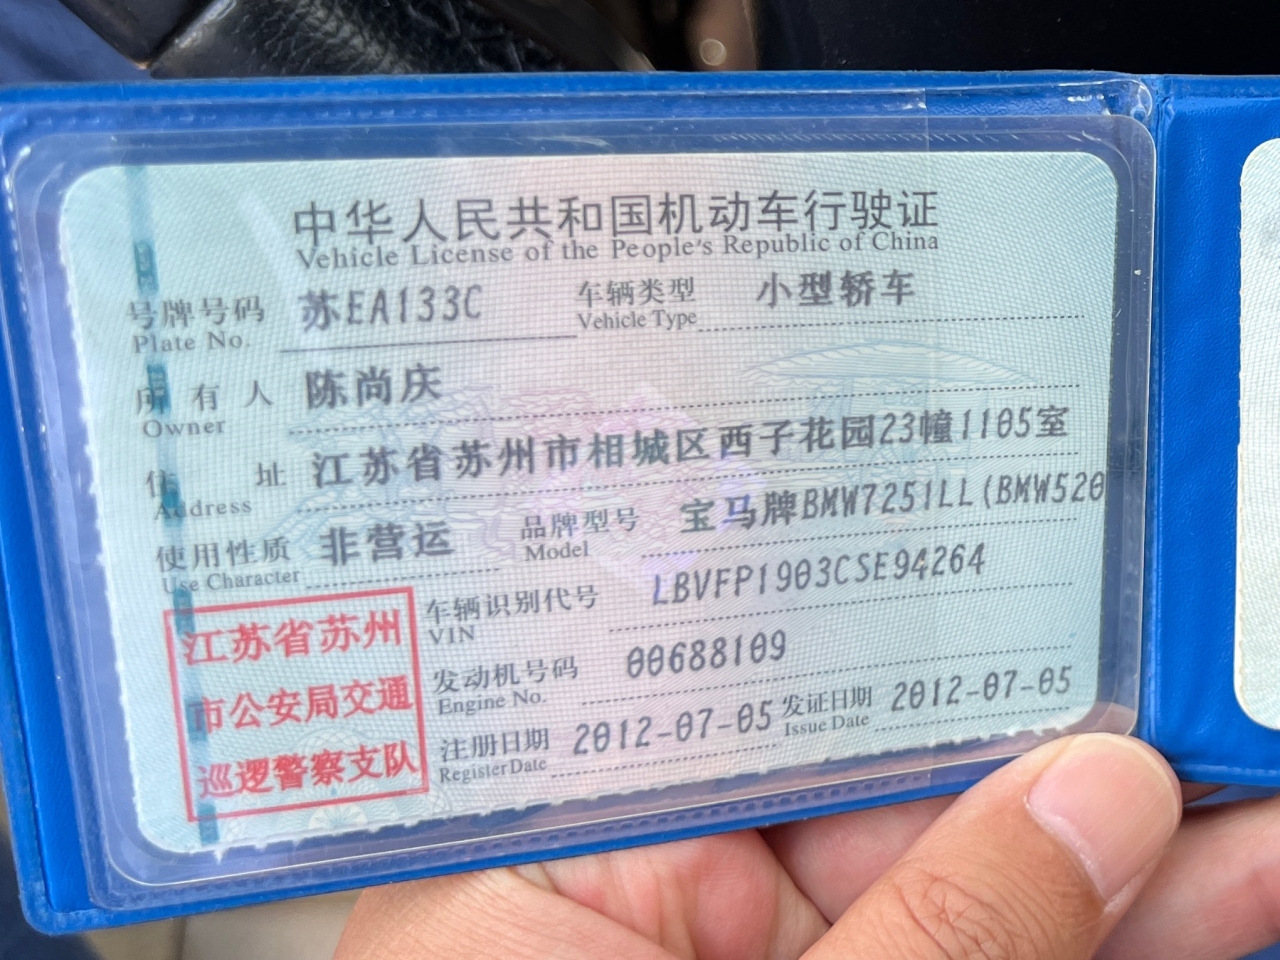 中华人民共和国机动车行驶证
Vehicle License of the People's Republic of China
号牌号码 苏EA133C 车辆类型 小型轿车
Plate No. Vehicle Type
所有人 陈尚庆
Owner
住址 江苏省苏州市相城区西子花园23幢1105室
Address
使用性质 非营运 品牌型号 宝马牌BMW7251LL(BMW520
Use Character Model
车辆识别代号 LBVFP1903CSE94264
VIN
发动机号码 00688109
Engine No.
注册日期 2012-07-05 发证日期 2012-07-05
Register Date Issue Date
江苏省苏州
市公安局交通
巡逻警察支队